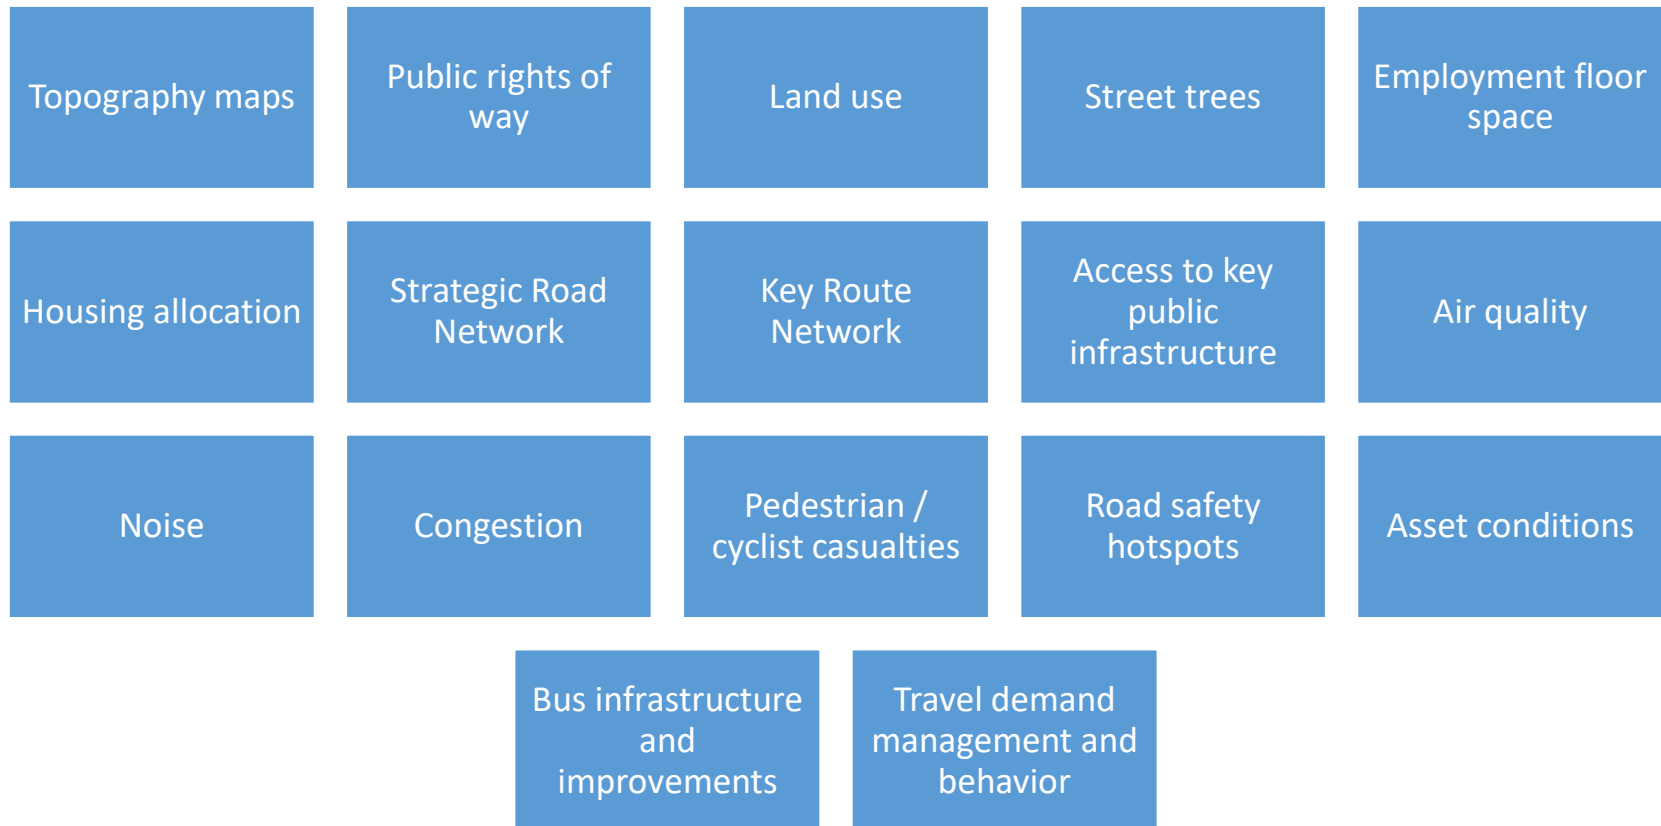 Topography maps
Public rights of
way
Land use
Street trees
Employment floor
space
Housing allocation
Strategic Road
Network
Key Route
Network
Access to key
public
infrastructure
Air quality
Noise
Congestion
Pedestrian /
cyclist casualties
Road safety
hotspots
Asset conditions
Bus infrastructure
and
improvements
Travel demand
management and
behavior